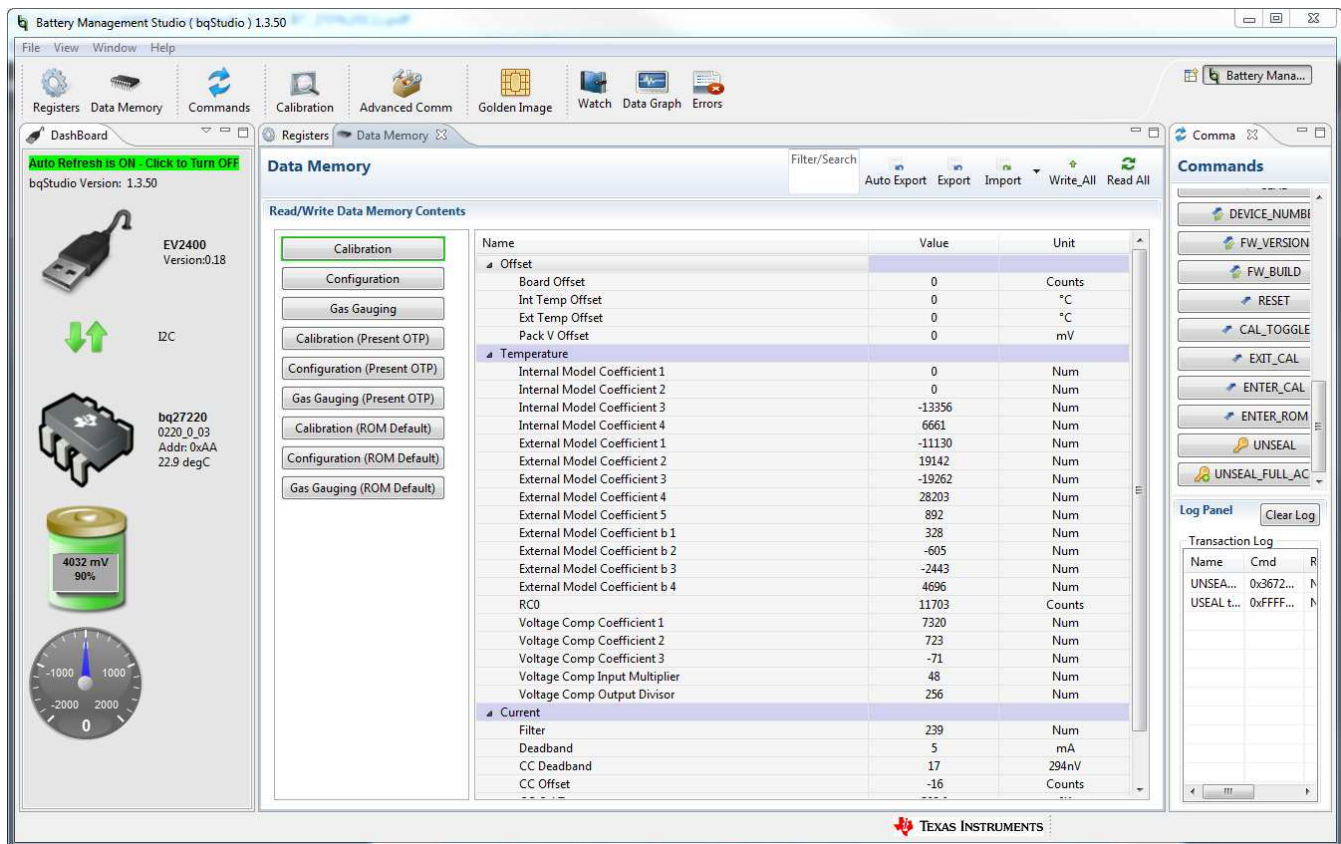 Battery Management Studio ( bqStudio ) 1.3.50
File View Window Help
Registers Data Memory Commands Calibration Advanced Comm Golden Image Watch Data Graph Errors
Battery Mana...
DashBoard
Auto Refresh is ON - Click to Turn OFF
bqStudio Version: 1.3.50
EV2400
Version:0.18
I2C
bq27220
0220_0_03
Addr: 0xAA
22.9 degC
4032 mV
90%
-1000 1000
-2000 2000
0
Registers Data Memory
Data Memory
Filter/Search
Auto Export Export Import Write_All Read All
Read/Write Data Memory Contents
Calibration
Configuration
Gas Gauging
Calibration (Present OTP)
Configuration (Present OTP)
Gas Gauging (Present OTP)
Calibration (ROM Default)
Configuration (ROM Default)
Gas Gauging (ROM Default)
Name Value Unit
Offset
Board Offset 0 Counts
Int Temp Offset 0 °C
Ext Temp Offset 0 °C
Pack V Offset 0 mV
Temperature
Internal Model Coefficient 1 0 Num
Internal Model Coefficient 2 0 Num
Internal Model Coefficient 3 -13356 Num
Internal Model Coefficient 4 6661 Num
External Model Coefficient 1 -11130 Num
External Model Coefficient 2 19142 Num
External Model Coefficient 3 -19262 Num
External Model Coefficient 4 28203 Num
External Model Coefficient 5 892 Num
External Model Coefficient b 1 328 Num
External Model Coefficient b 2 -605 Num
External Model Coefficient b 3 -2443 Num
External Model Coefficient b 4 4696 Num
RC0 11703 Counts
Voltage Comp Coefficient 1 7320 Num
Voltage Comp Coefficient 2 723 Num
Voltage Comp Coefficient 3 -71 Num
Voltage Comp Input Multiplier 48 Num
Voltage Comp Output Divisor 256 Num
Current
Filter 239 Num
Deadband 5 mA
CC Deadband 17 294nV
CC Offset -16 Counts
Comma
Commands
DEVICE_NUMBE
FW_VERSION
FW_BUILD
RESET
CAL_TOGGLE
EXIT_CAL
ENTER_CAL
ENTER_ROM
UNSEAL
UNSEAL_FULL_AC
Log Panel Clear Log
Transaction Log
Name Cmd R
UNSEA... 0x3672... N
USEAL t... 0xFFFF... N
TEXAS INSTRUMENTS